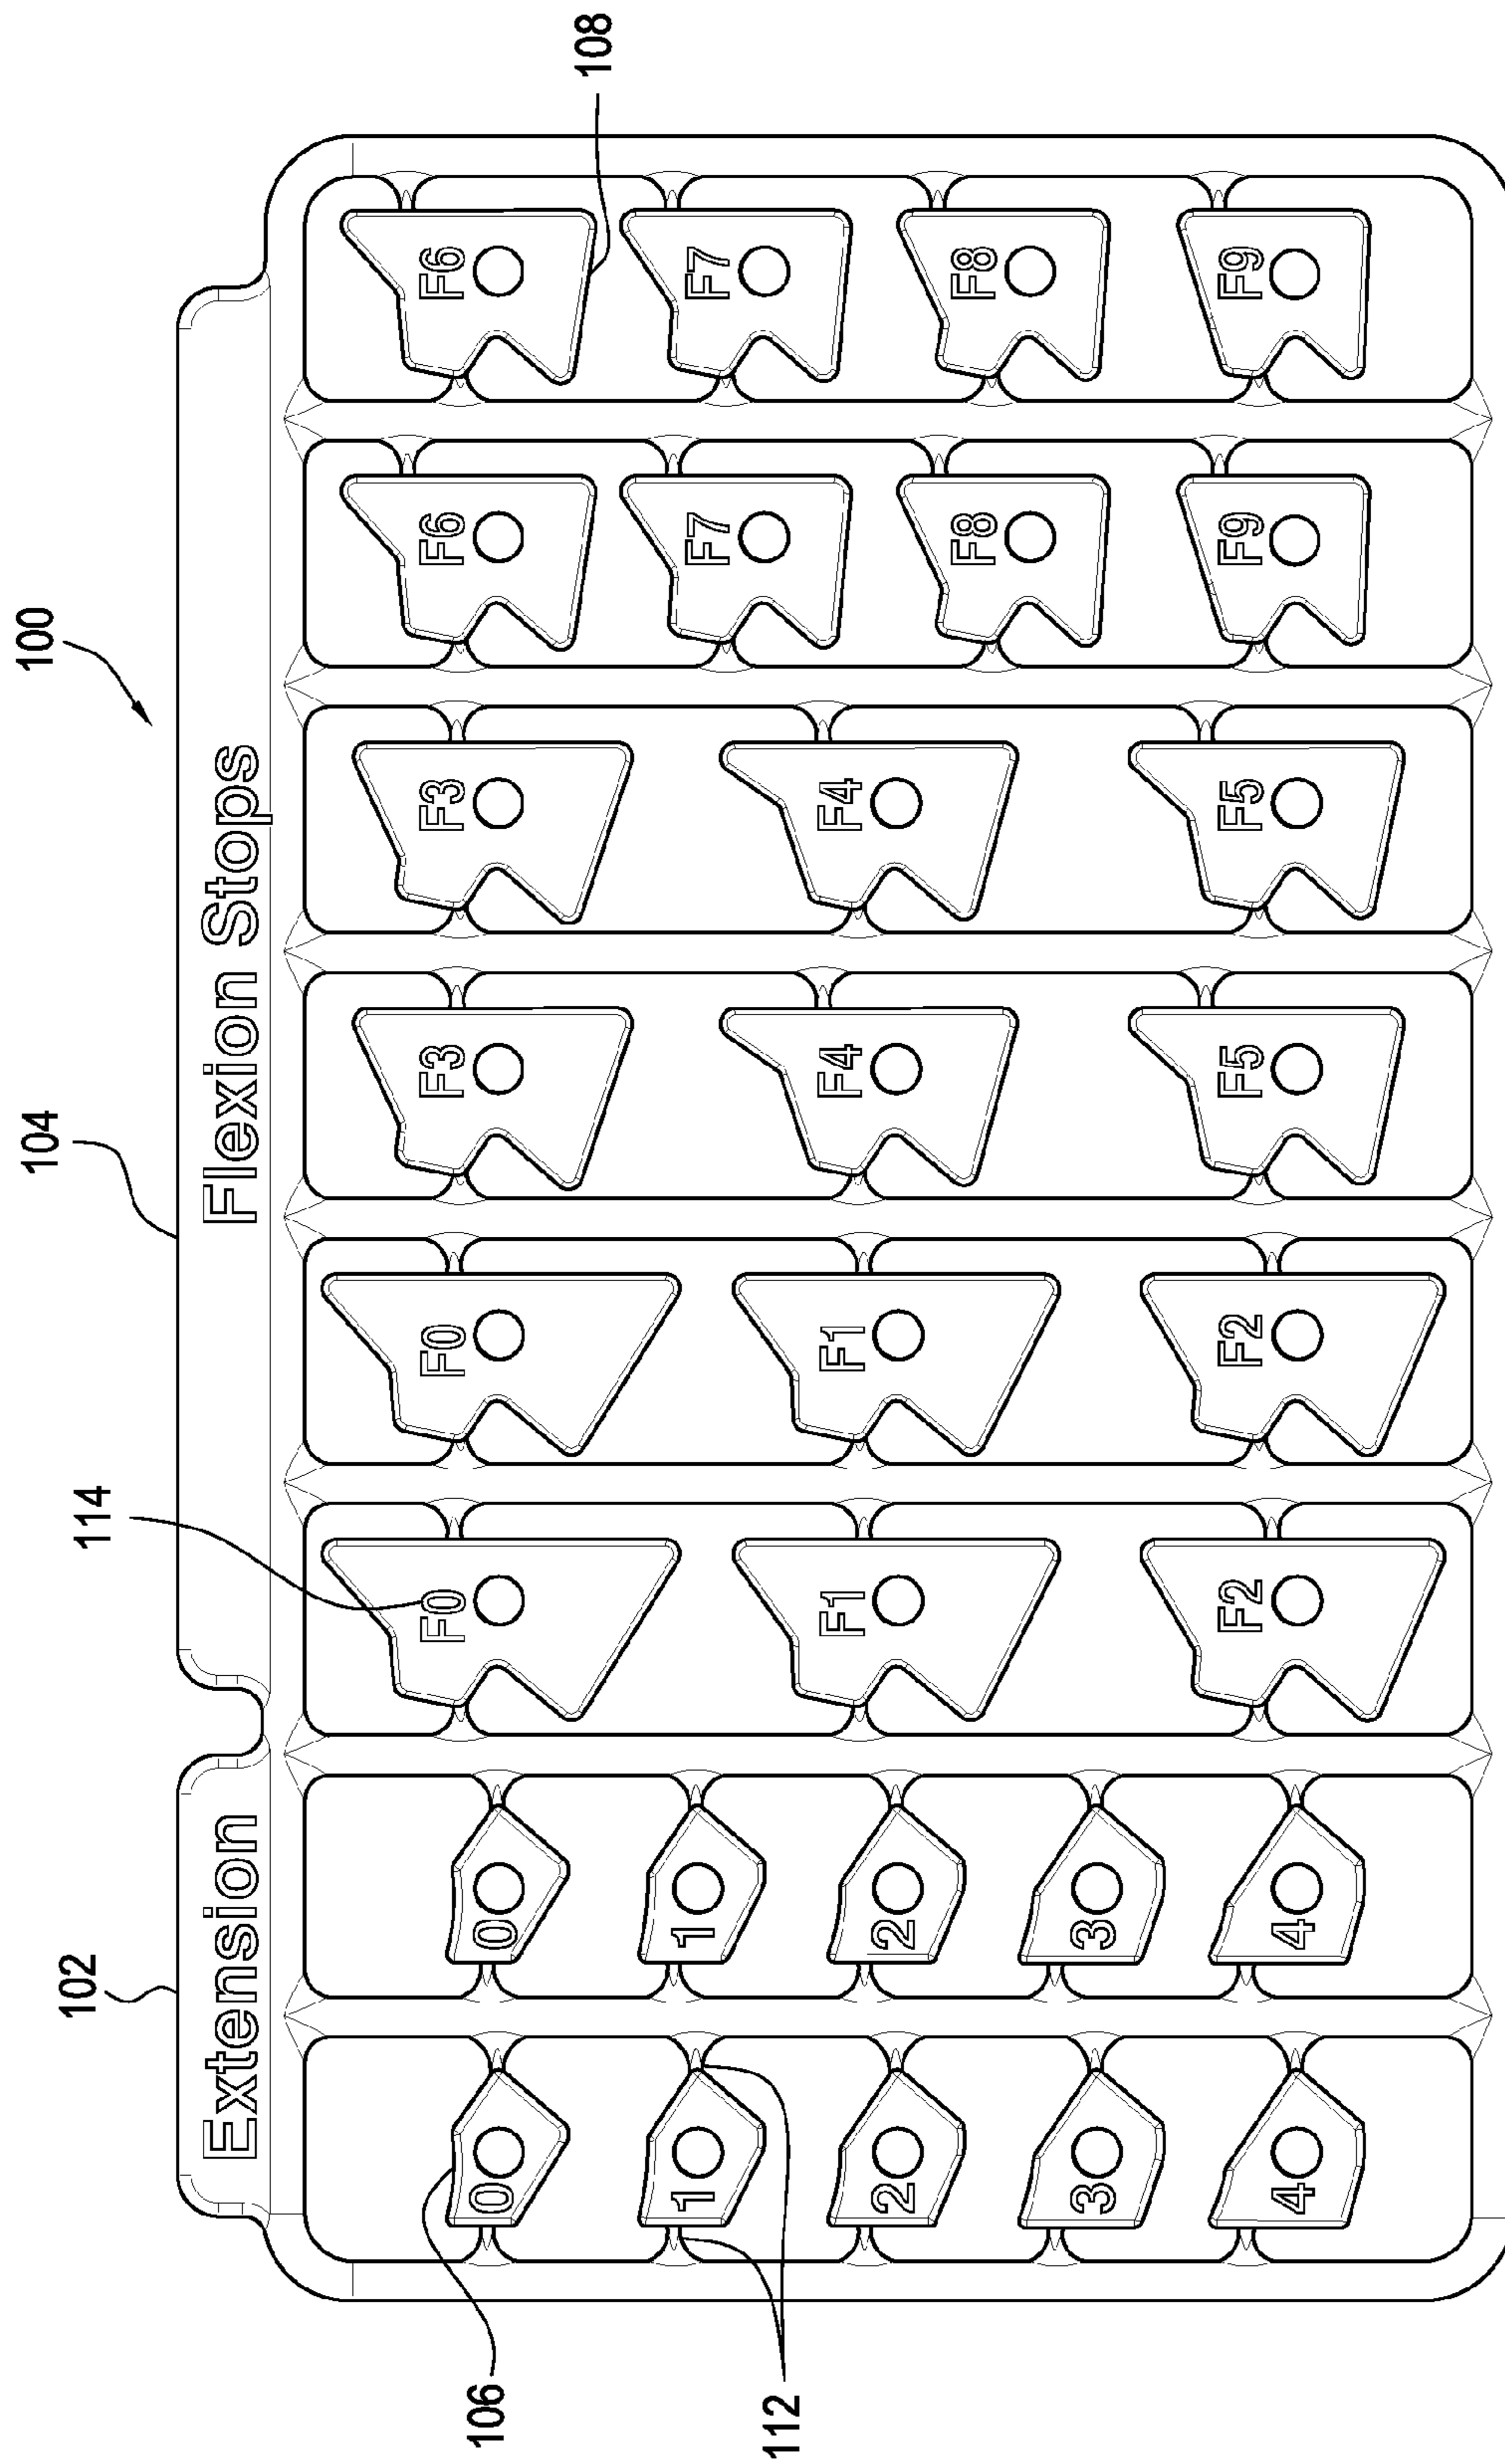 104 100
102 114
Extension Flexion Stops
F0 F0 F3 F3 F6 F6
106 0 0
108
1 1 F7 F7
112
F1 F1 F4 F4
2 2
F8 F8
3 3
F2 F2 F5 F5 F9 F9
4 4